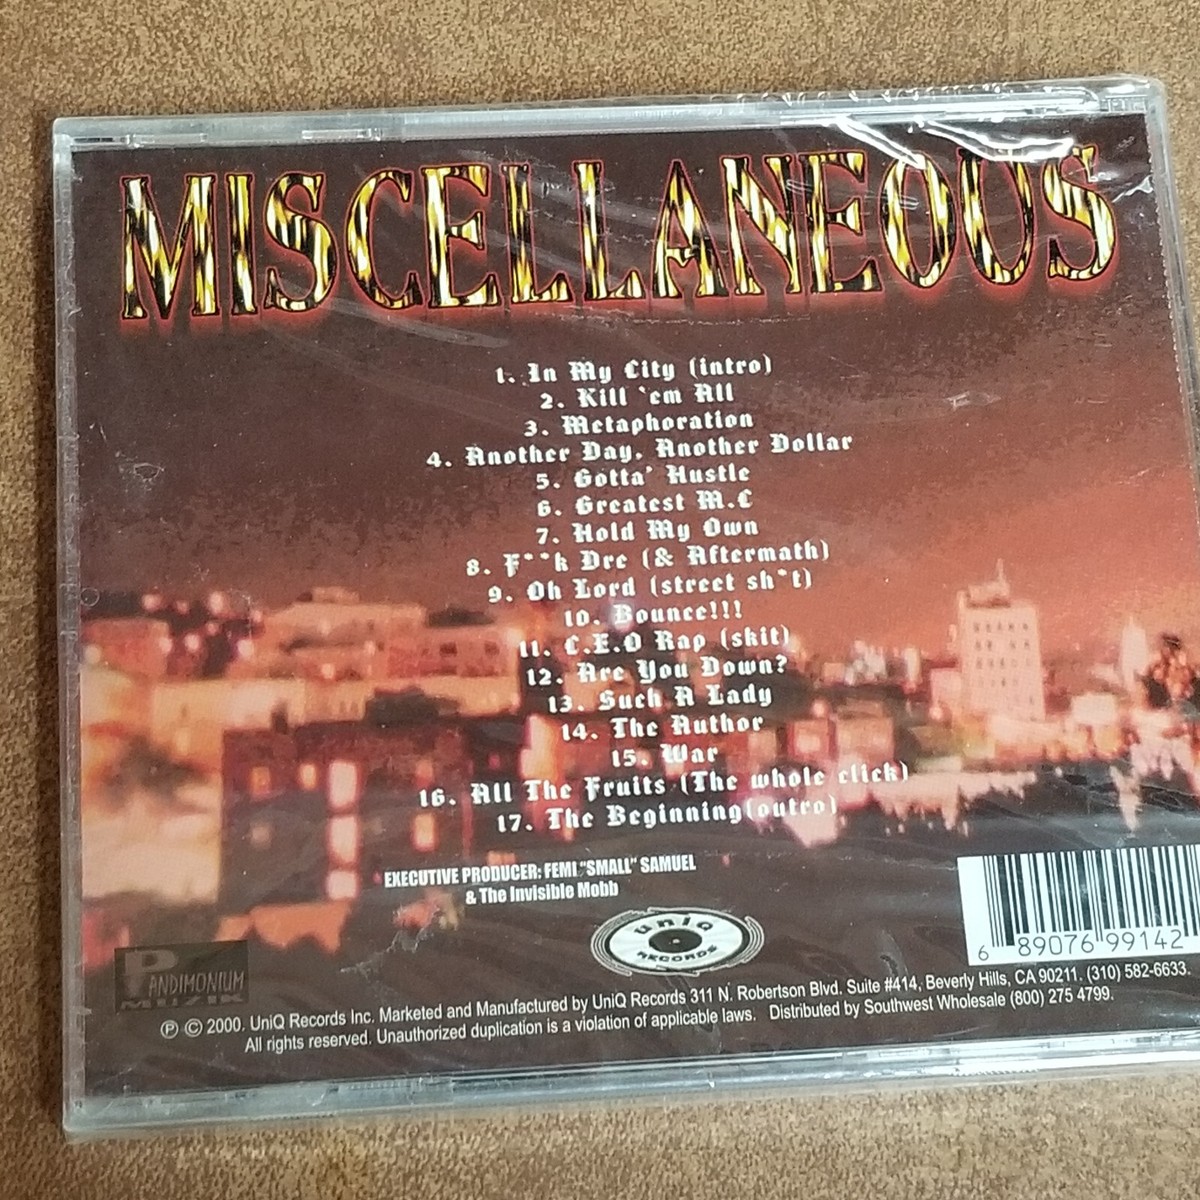 MISCELLANEOUS
1. In My City (intro)
2. Kill `em All
3. Metaphoration
4. Another Day, Another Dollar
5. Gotta' Hustle
6. Greatest M.C
7. Hold My Own
8. F**k Dre (& Aftermath)
9. Oh Lord (street sh*t)
10. Bounce!!!
11. C.E.O Rap (skit)
12. Are You Down?
13. Such A Lady
14. The Author
15. War
16. All The Fruits (The whole click)
17. The Beginning(outro)
EXECUTIVE PRODUCER: FEMI "SMALL" SAMUEL
& The Invisible Mobb
UniQ
RECORDS
PANDIMONIUM
MUZIK
6 89076 99142
℗ © 2000. UniQ Records Inc. Marketed and Manufactured by UniQ Records 311 N. Robertson Blvd. Suite #414, Beverly Hills, CA 90211. (310) 582-6633.
All rights reserved. Unauthorized duplication is a violation of applicable laws. Distributed by Southwest Wholesale (800) 275 4799.